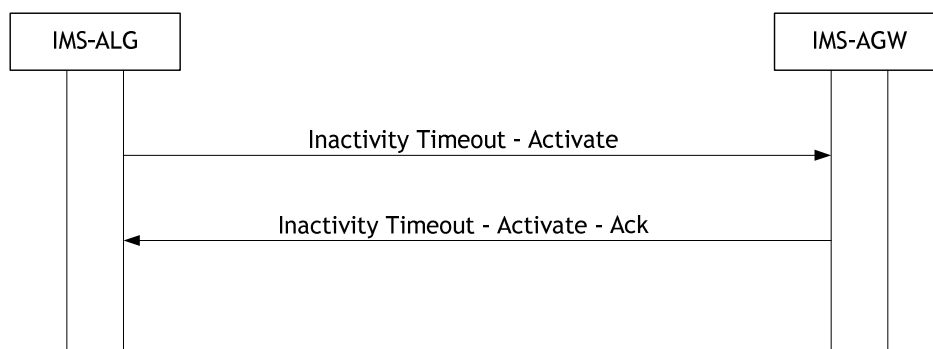 IMS-ALG
IMS-AGW
Inactivity Timeout - Activate
Inactivity Timeout - Activate - Ack